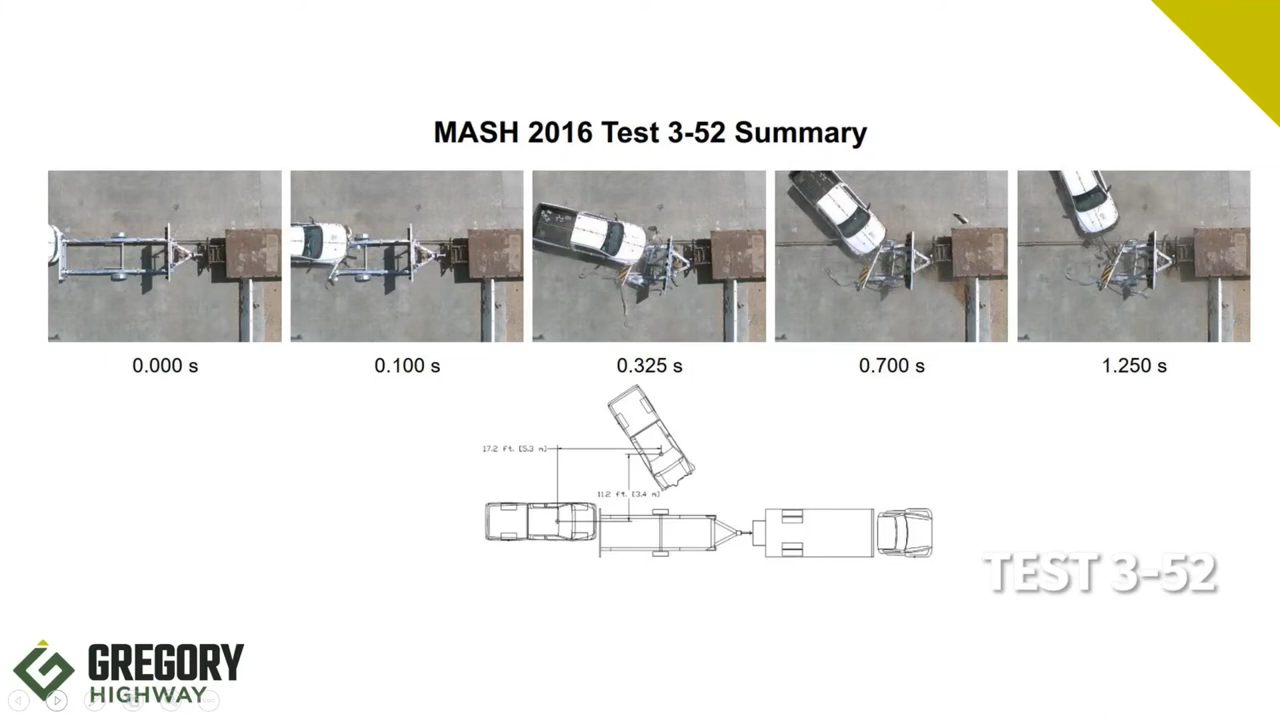 MASH 2016 Test 3-52 Summary
0.000 s
0.100 s
0.325 s
0.700 s
1.250 s
17.2 ft. [5.3 m]
11.2 ft. [3.4 m]
TEST 3-52
GREGORY
HIGHWAY